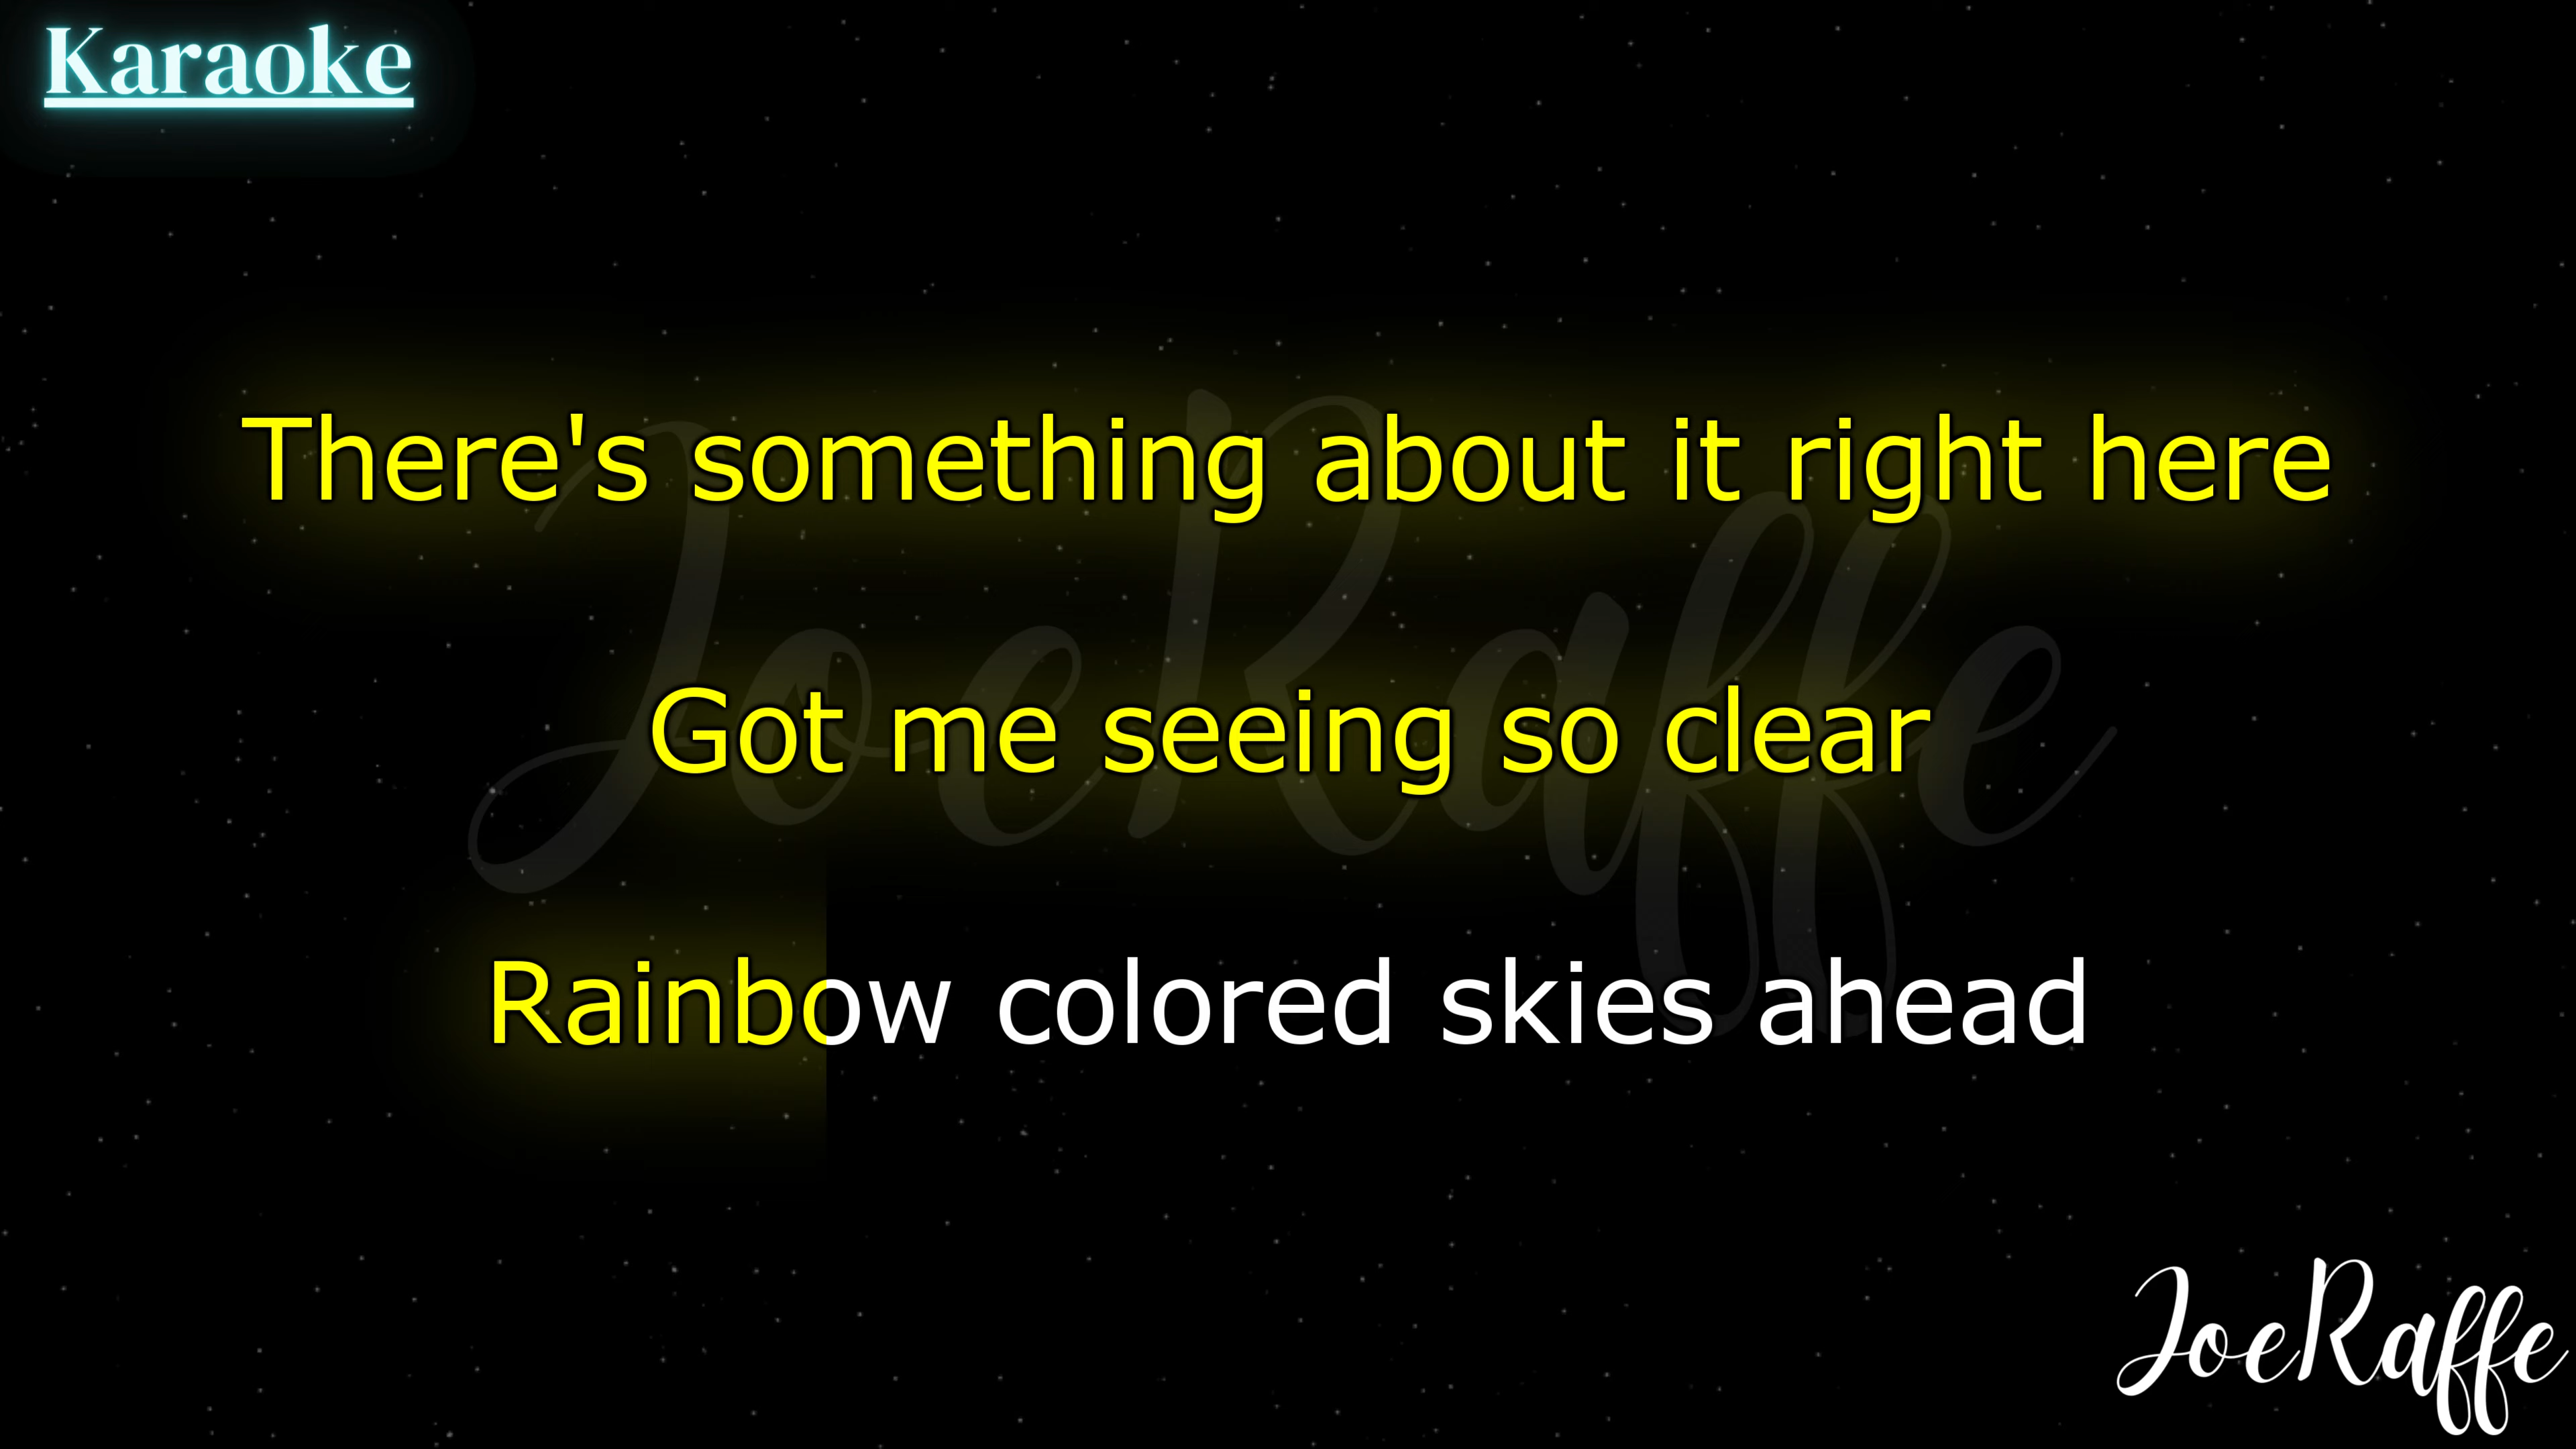 Karaoke
There's something about it right here
Got me seeing so clear
Rainbow colored skies ahead
JoeRaffe
JoeRaffe